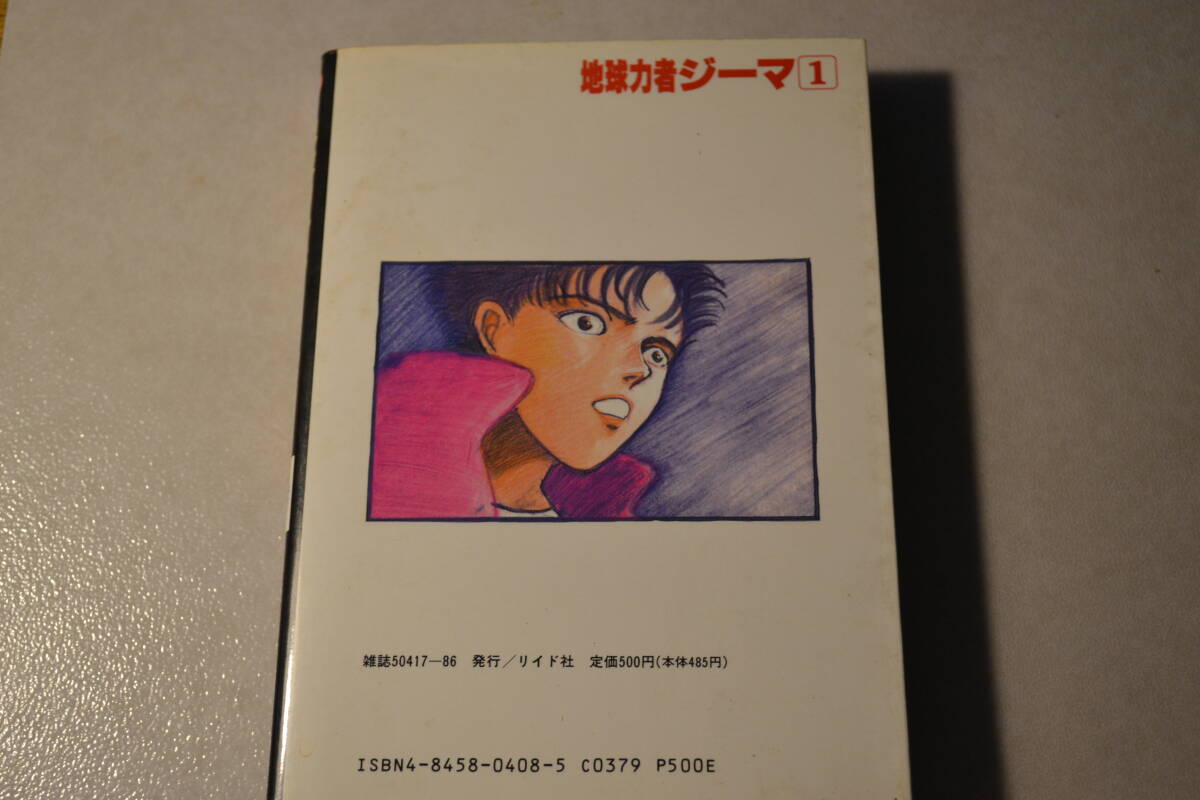 地球力者ジーマ1
雑誌50417—86 発行/リイド社 定価500円(本体485円)
ISBN4-8458-0408-5 C0379 P500E